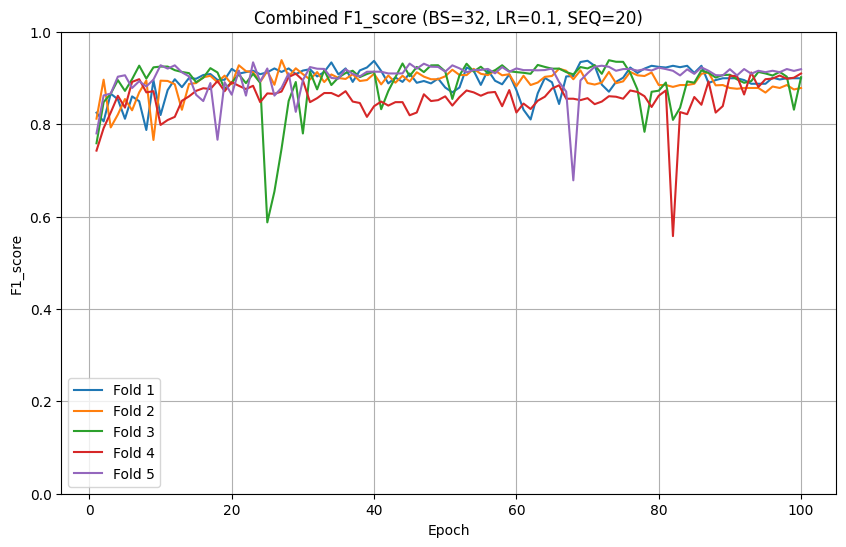 Combined F1_score (BS=32, LR=0.1, SEQ=20)
1.0
0.8
0.6
0.4
0.2
0.0
F1_score
Fold 1
Fold 2
Fold 3
Fold 4
Fold 5
0 20 40 60 80 100
Epoch